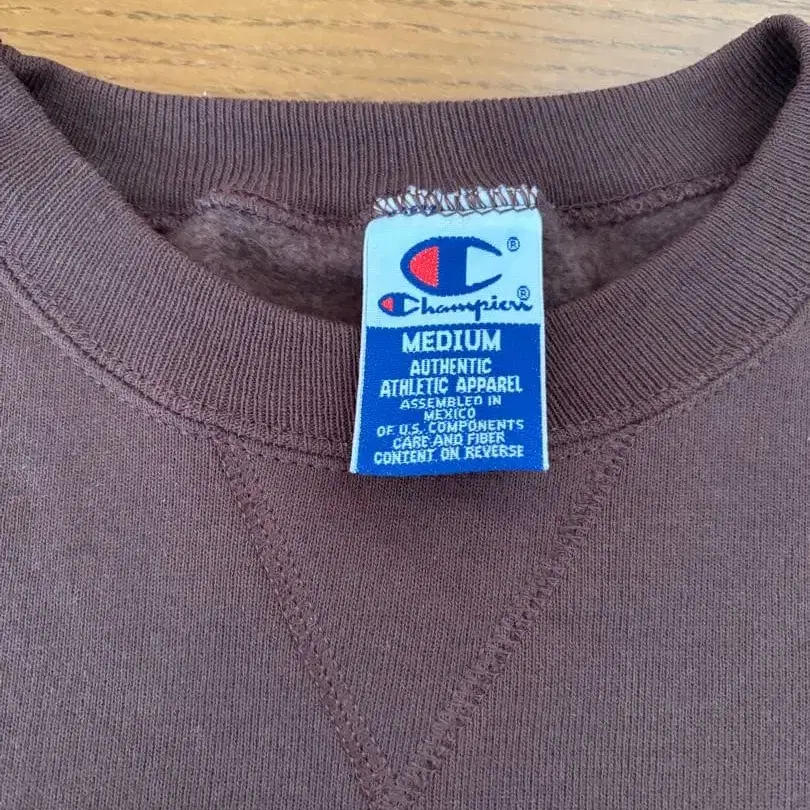 C®
Champion®
MEDIUM
AUTHENTIC
ATHLETIC APPAREL
ASSEMBLED IN
MEXICO
OF U.S. COMPONENTS
CARE AND FIBER
CONTENT ON REVERSE